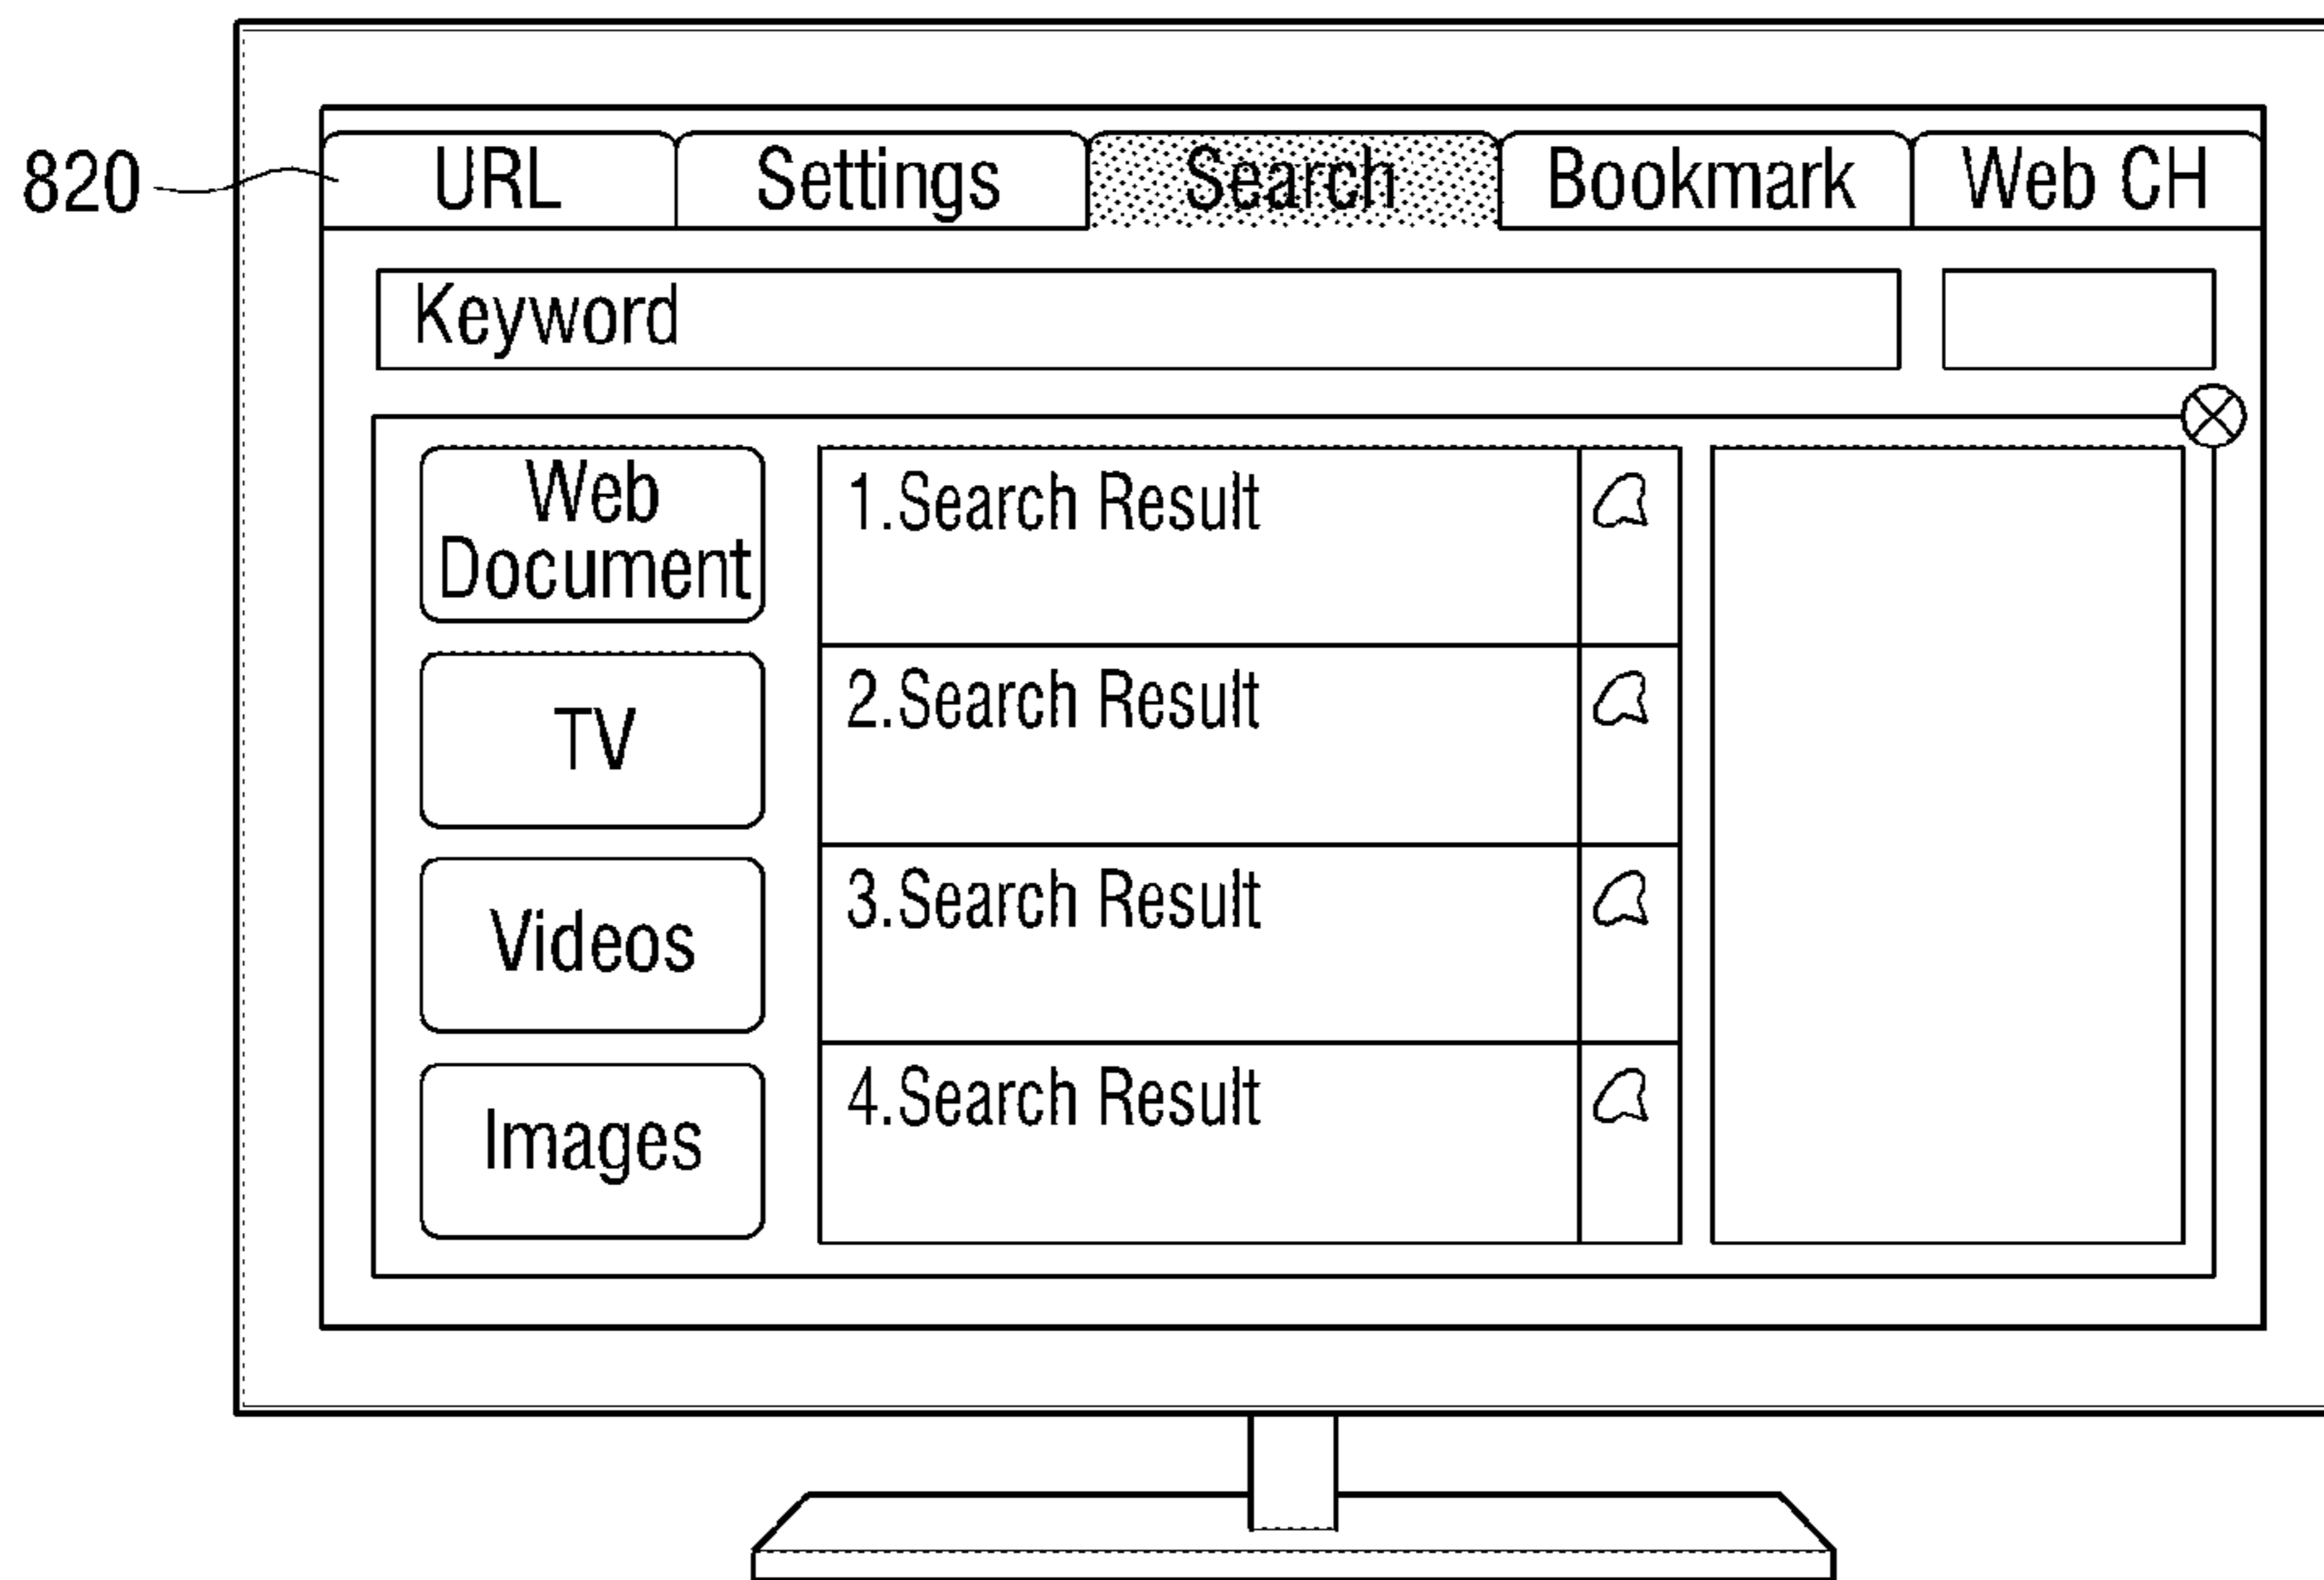 820
URL Settings Search Bookmark Web CH
Keyword
Web
Document
TV
Videos
Images
1.Search Result
2.Search Result
3.Search Result
4.Search Result